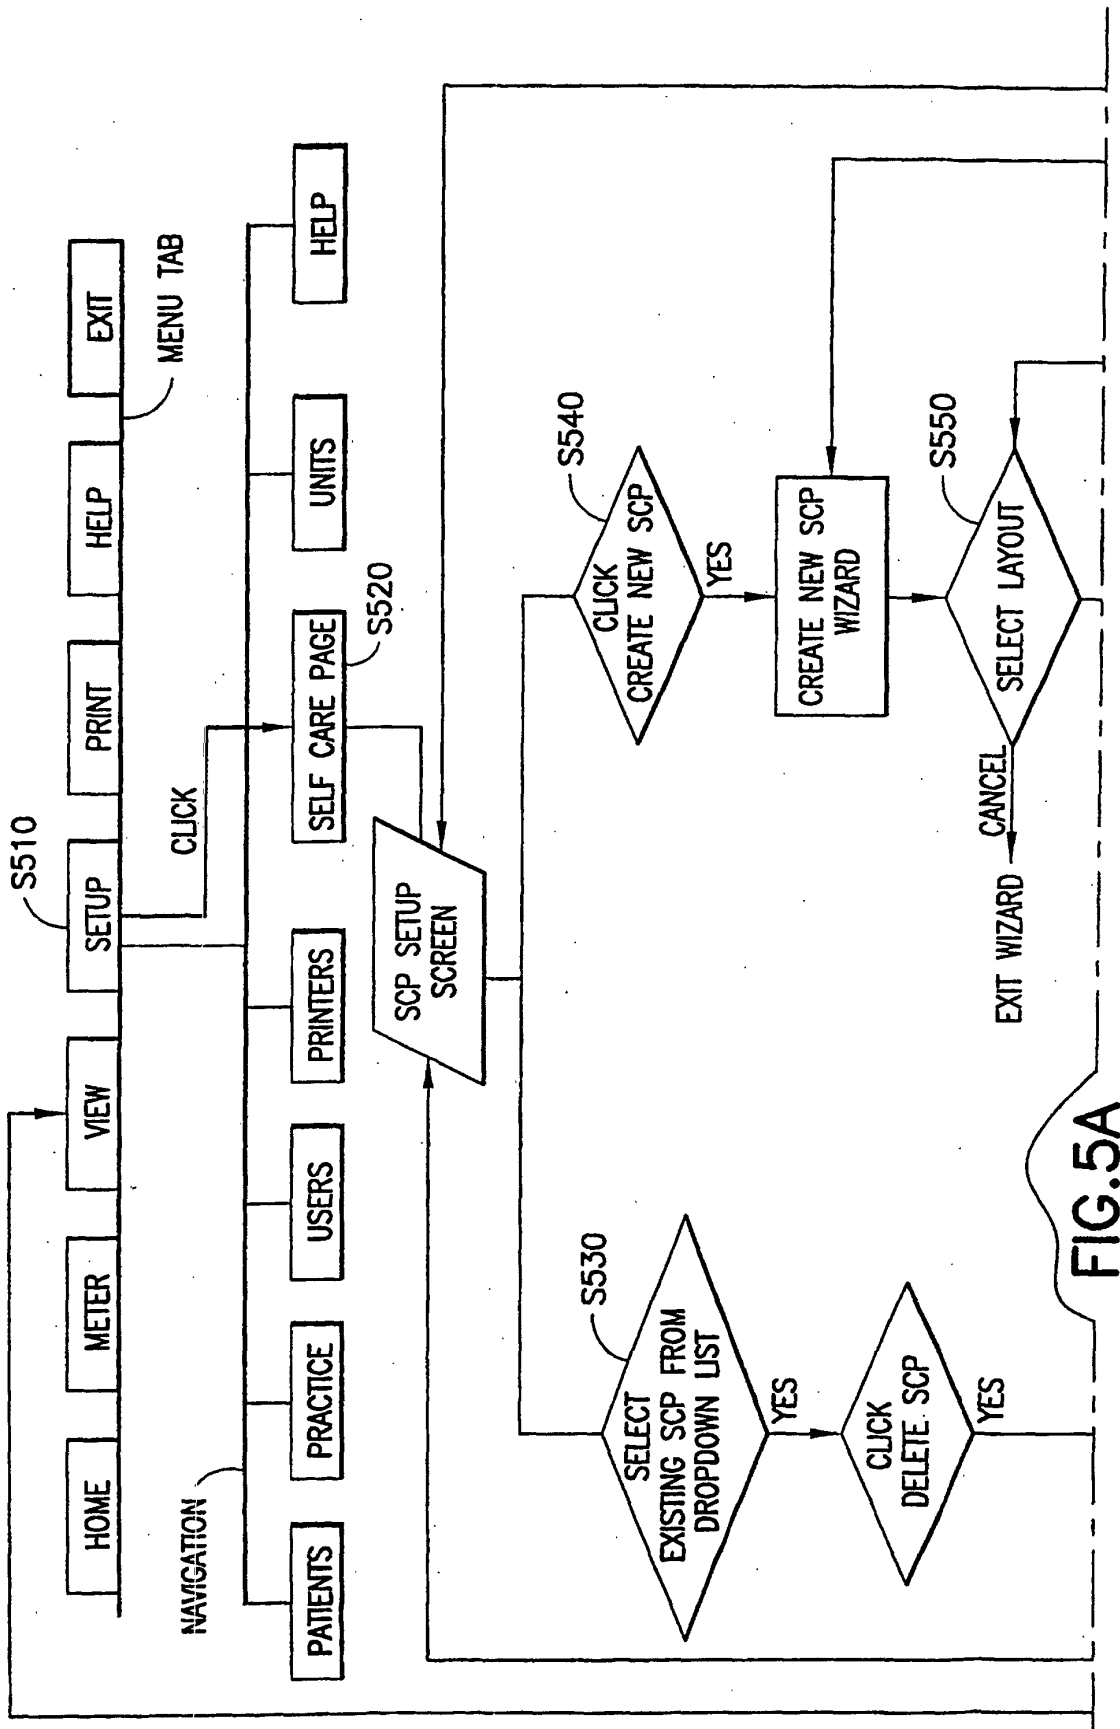 S510
HOME
METER
VIEW
SETUP
PRINT
HELP
EXIT
MENU TAB
NAVIGATION
CLICK
PATIENTS
PRACTICE
USERS
PRINTERS
SELF CARE PAGE
UNITS
HELP
S520
SCP SETUP
SCREEN
S530
SELECT
EXISTING SCP FROM
DROPDOWN LIST
YES
CLICK
DELETE SCP
YES
S540
CLICK
CREATE NEW SCP
YES
CREATE NEW SCP
WIZARD
S550
SELECT LAYOUT
CANCEL
EXIT WIZARD
FIG.5A